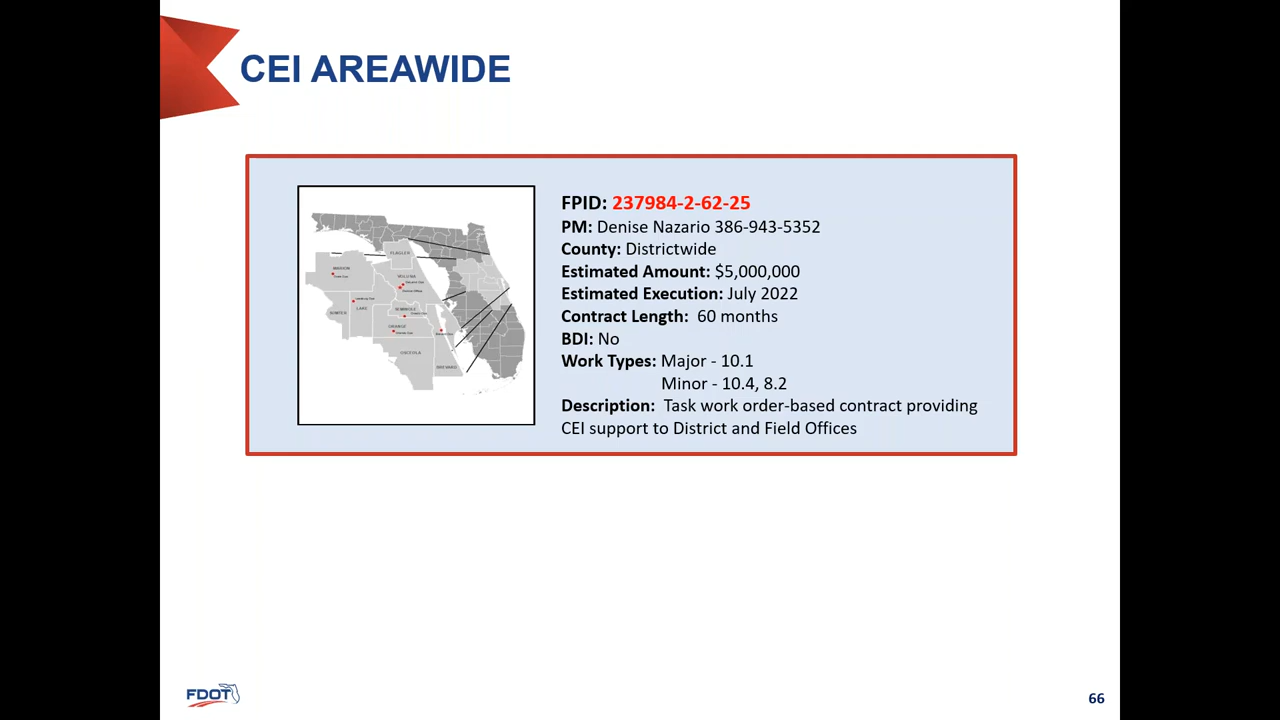 CEI AREAWIDE
FPID: 237984-2-62-25
PM: Denise Nazario 386-943-5352
County: Districtwide
Estimated Amount: $5,000,000
Estimated Execution: July 2022
Contract Length: 60 months
BDI: No
Work Types: Major - 10.1
Minor - 10.4, 8.2
Description: Task work order-based contract providing
CEI support to District and Field Offices
FLAGLER
MARION
VOLUSIA
LAKE
SUMTER
SEMINOLE
ORANGE
OSCEOLA
BREVARD
FDOT
66